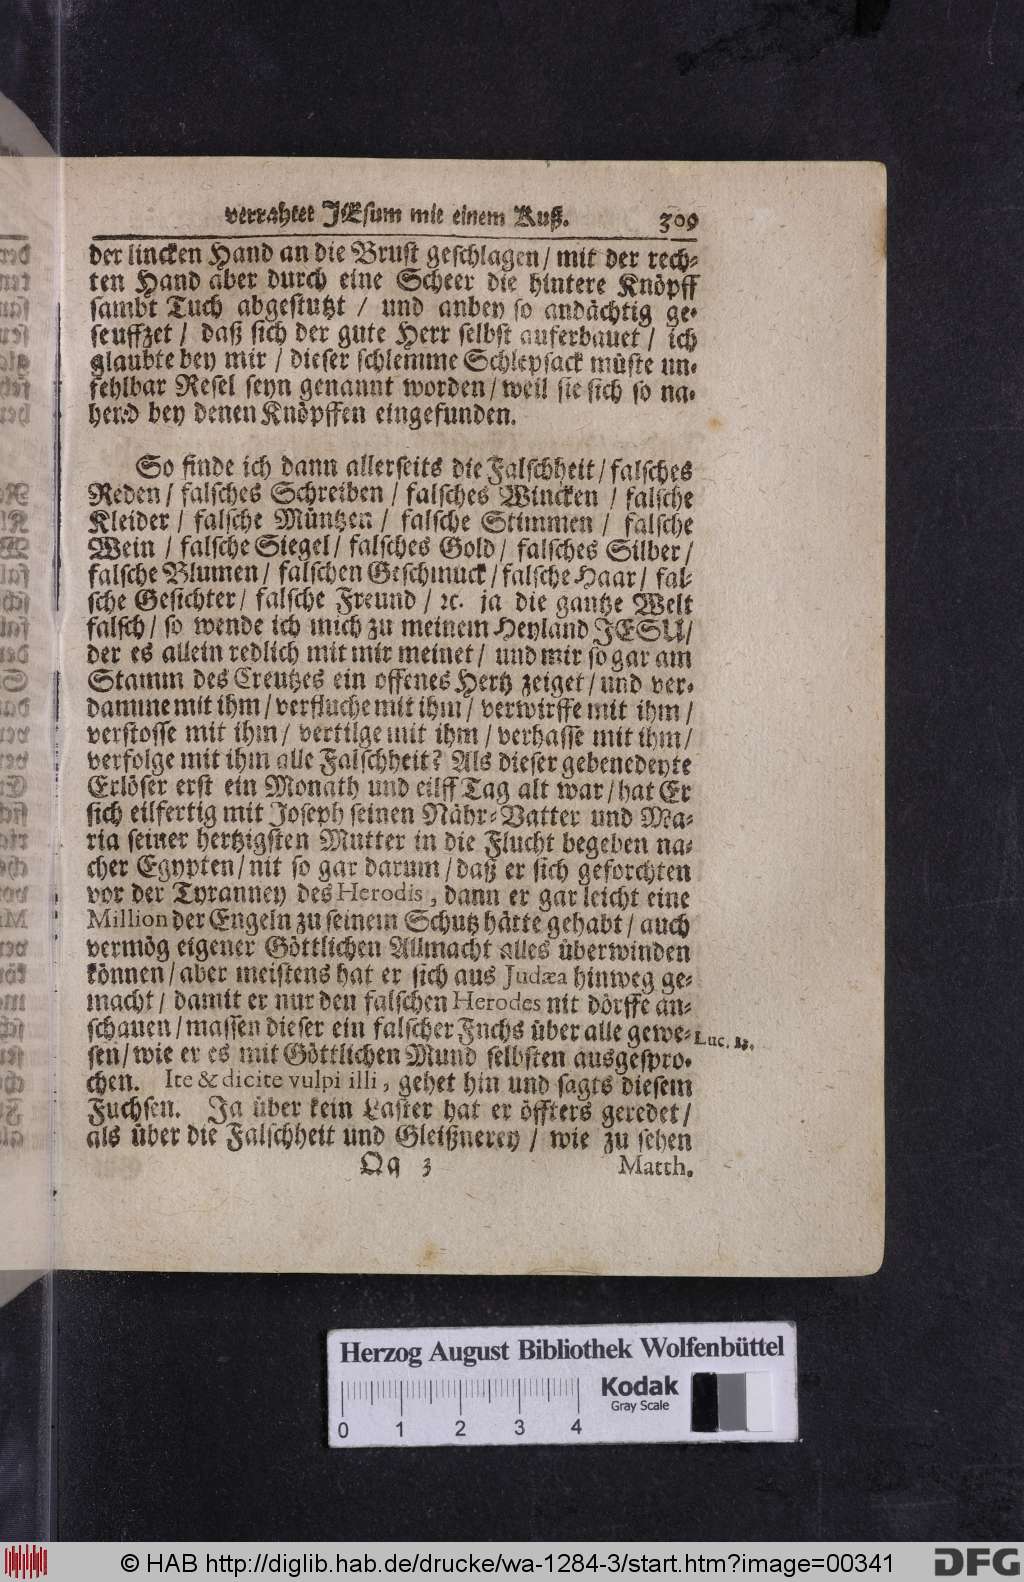 verrahtet JEsum mit einem Kuß. 309
der lincken Hand an die Brust geschlagen / mit der rech-
ten Hand aber durch eine Scheer die hintere Knöpff
sambt Tuch abgestutzt / und anbey so andächtig ge-
seuffzet / daß sich der gute Herr selbst auferbauet / ich
glaubte bey mir / dieser schlemme Schlepsack müste un-
fehlbar Resel seyn genannt worden / weil sie sich so na-
hend bey denen Knöpffen eingefunden.
So finde ich dann allerseits die Falschheit / falsches
Reden / falsches Schreiben / falsches Wincken / falsche
Kleider / falsche Müntzen / falsche Stimmen / falsche
Wein / falsche Siegel / falsches Gold / falsches Silber /
falsche Blumen / falschen Geschmuck / falsche Haar / fal-
sche Gesichter / falsche Freund / ꝛc. ja die gantze Welt
falsch / so wende ich mich zu meinem Heyland JESU /
der es allein redlich mit mir meinet / und mir so gar am
Stamm des Creutzes ein offenes Hertz zeiget / und ver-
damme mit ihm / verfluche mit ihm / verwirffe mit ihm /
verstosse mit ihm / vertilge mit ihm / verhasse mit ihm /
verfolge mit ihm alle Falschheit? Als dieser gebenedeyte
Erlöser erst ein Monath und eilff Tag alt war / hat Er
sich eilfertig mit Joseph seinen Nähr-Vatter und Ma-
ria seiner hertzigsten Mutter in die Flucht begeben na-
cher Egypten / nit so gar darum / daß er sich geforchten
vor der Tyranney des Herodis, dann er gar leicht eine
Million der Engeln zu seinem Schutz hätte gehabt / auch
vermög eigener Göttlichen Allmacht alles überwinden
können / aber meistens hat er sich aus Judæa hinweg ge-
macht / damit er nur den falschen Herodes nit dörffe an-
schauen / massen dieser ein falscher Fuchs über alle gewe-
Luc. 13.
sen / wie er es mit Göttlichen Mund selbsten ausgespro-
chen. Ite & dicite vulpi illi, gehet hin und sagts diesem
Fuchsen. Ja über kein Laster hat er öffters geredet /
als über die Falschheit und Gleißnerey / wie zu sehen
Qq 3 Matth.
Herzog August Bibliothek Wolfenbüttel
Kodak
Gray Scale
0 1 2 3 4
© HAB http://diglib.hab.de/drucke/wa-1284-3/start.htm?image=00341
DFG